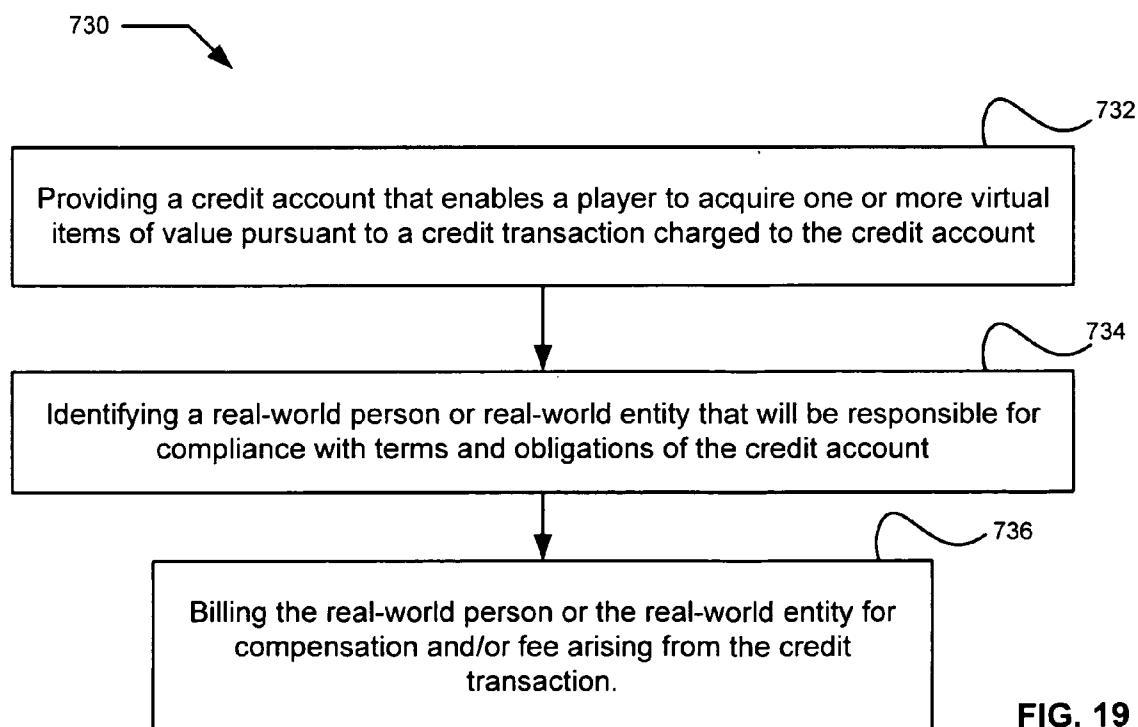 730
732
Providing a credit account that enables a player to acquire one or more virtual
items of value pursuant to a credit transaction charged to the credit account
734
Identifying a real-world person or real-world entity that will be responsible for
compliance with terms and obligations of the credit account
736
Billing the real-world person or the real-world entity for
compensation and/or fee arising from the credit
transaction.
FIG. 19